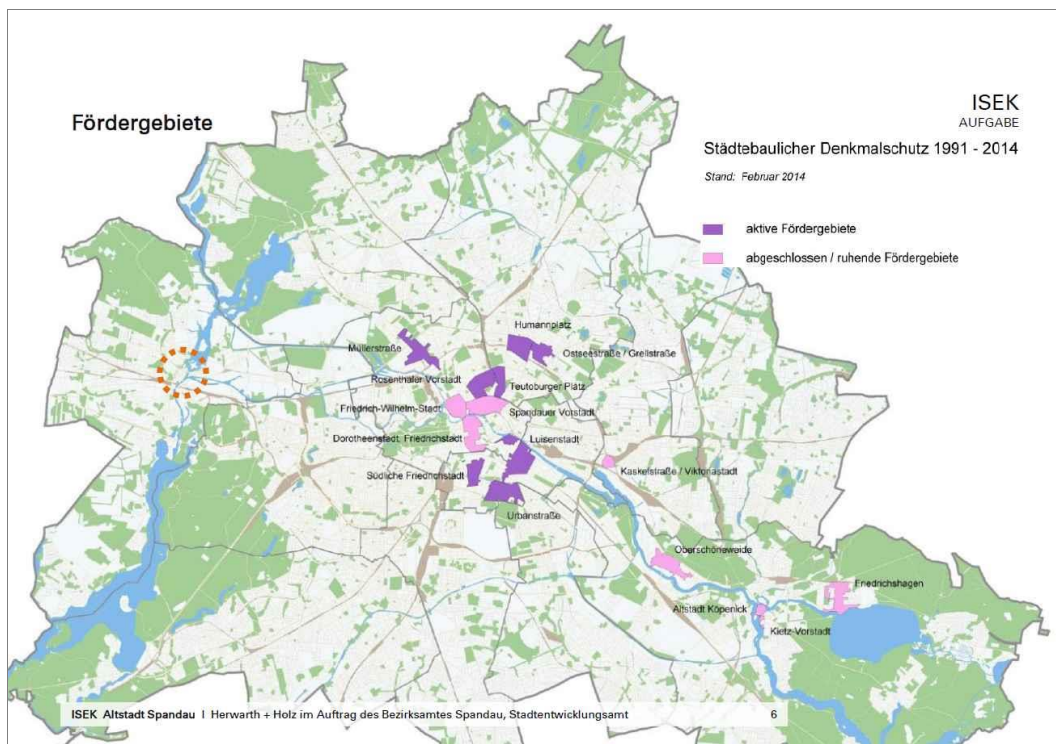 Fördergebiete
ISEK
AUFGABE
Städtebaulicher Denkmalschutz 1991 - 2014
Stand: Februar 2014
aktive Fördergebiete
abgeschlossen / ruhende Fördergebiete
Humannplatz
Müllerstraße
Ostseestraße / Grellstraße
Rosenthaler Vorstadt
Teutoburger Platz
Friedrich-Wilhelm-Stadt
Spandauer Vorstadt
Dorotheenstadt, Friedrichstadt
Luisenstadt
Südliche Friedrichstadt
Kaskelstraße / Viktoriastadt
Urbanstraße
Oberschöneweide
Friedrichshagen
Altstadt Köpenick
Kietz-Vorstadt
ISEK Altstadt Spandau I Herwarth + Holz im Auftrag des Bezirksamtes Spandau, Stadtentwicklungsamt 6